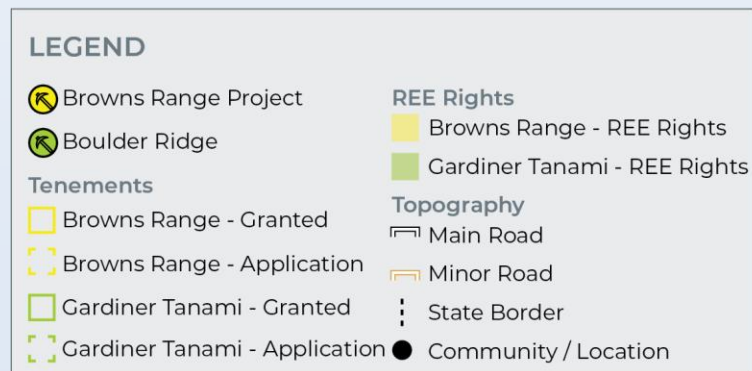 LEGEND
Browns Range Project
Boulder Ridge
Tenements
Browns Range - Granted
Browns Range - Application
Gardiner Tanami - Granted
Gardiner Tanami - Application
REE Rights
Browns Range - REE Rights
Gardiner Tanami - REE Rights
Topography
Main Road
Minor Road
State Border
Community / Location